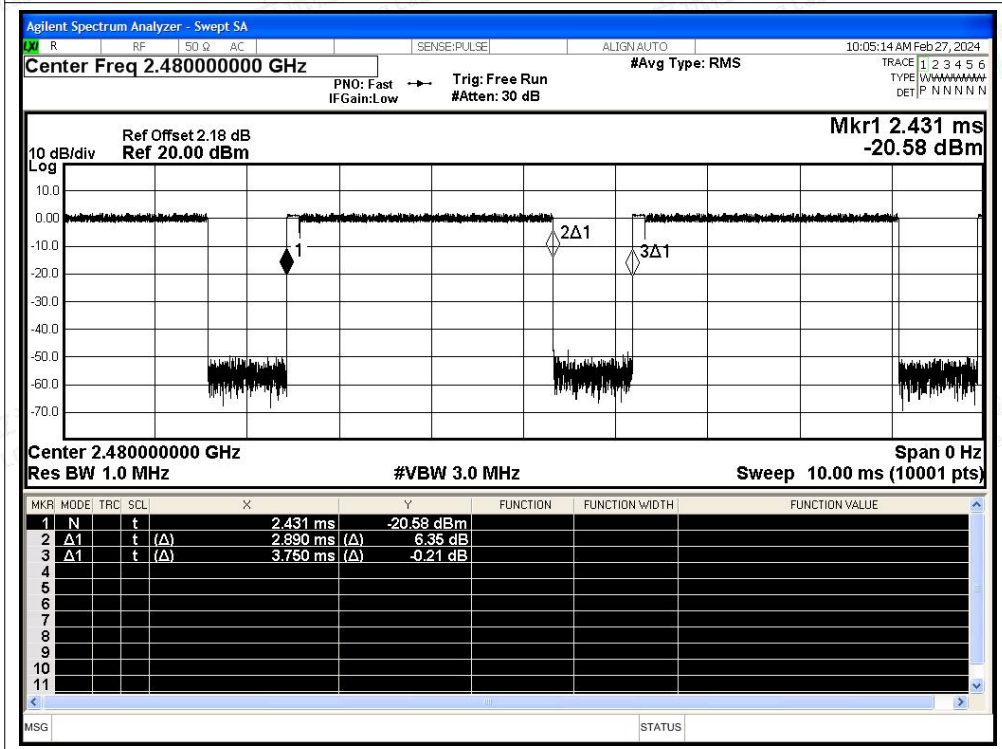 Agilent Spectrum Analyzer - Swept SA
LXI R RF 50 Ω AC SENSE:PULSE ALIGN AUTO 10:05:14 AM Feb 27, 2024
Center Freq 2.480000000 GHz #Avg Type: RMS TRACE 1 2 3 4 5 6
PNO: Fast Trig: Free Run TYPE W
IFGain:Low #Atten: 30 dB DET P N N N N N
Mkr1 2.431 ms
Ref Offset 2.18 dB
10 dB/div Ref 20.00 dBm -20.58 dBm
Log
10.0
0.00
2Δ1
-10.0
1
3Δ1
-20.0
-30.0
-40.0
-50.0
-60.0
-70.0
Center 2.480000000 GHz Span 0 Hz
Res BW 1.0 MHz #VBW 3.0 MHz Sweep 10.00 ms (10001 pts)
MKR MODE TRC SCL X Y FUNCTION FUNCTION WIDTH FUNCTION VALUE
1 N t 2.431 ms -20.58 dBm
2 Δ1 t (Δ) 2.890 ms (Δ) 6.35 dB
3 Δ1 t (Δ) 3.750 ms (Δ) -0.21 dB
4
5
6
7
8
9
10
11
MSG STATUS